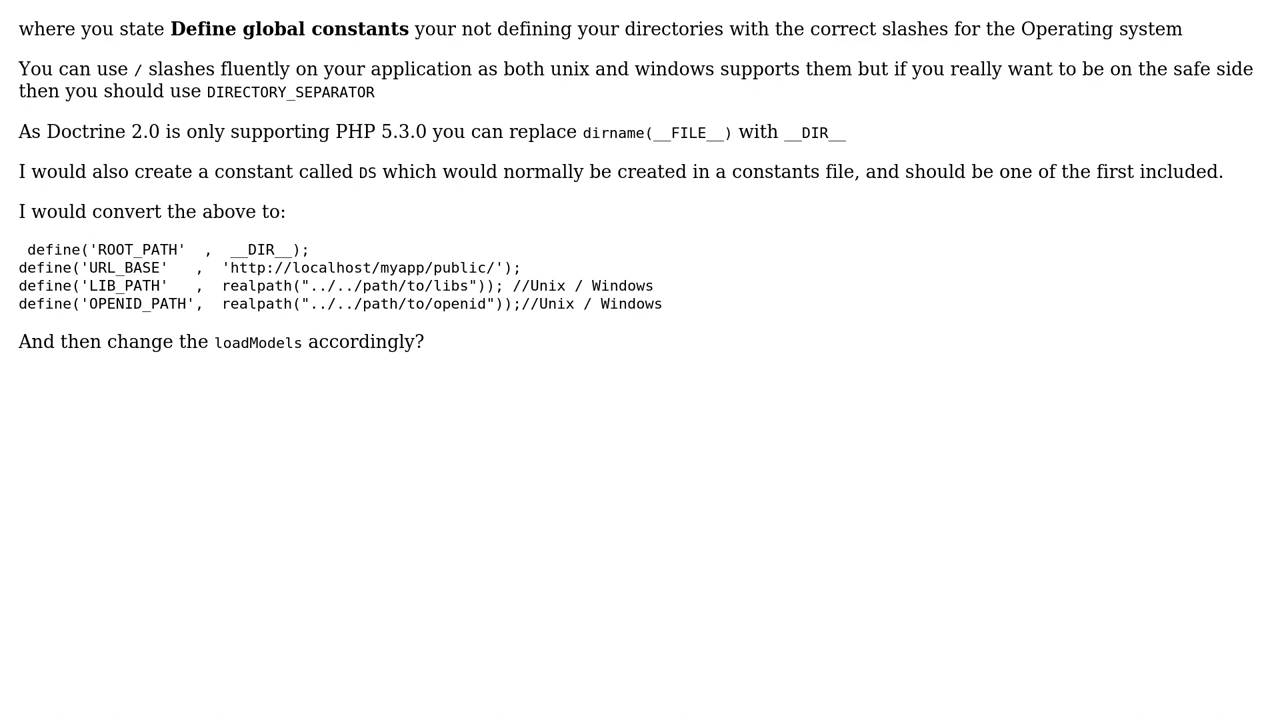 where you state Define global constants your not defining your directories with the correct slashes for the Operating system
You can use / slashes fluently on your application as both unix and windows supports them but if you really want to be on the safe side
then you should use DIRECTORY_SEPARATOR
As Doctrine 2.0 is only supporting PHP 5.3.0 you can replace dirname(__FILE__) with __DIR__
I would also create a constant called DS which would normally be created in a constants file, and should be one of the first included.
I would convert the above to:
 define('ROOT_PATH'  ,  __DIR__);
define('URL_BASE'   ,  'http://localhost/myapp/public/');
define('LIB_PATH'   ,  realpath("../../path/to/libs")); //Unix / Windows
define('OPENID_PATH',  realpath("../../path/to/openid"));//Unix / Windows
And then change the loadModels accordingly?